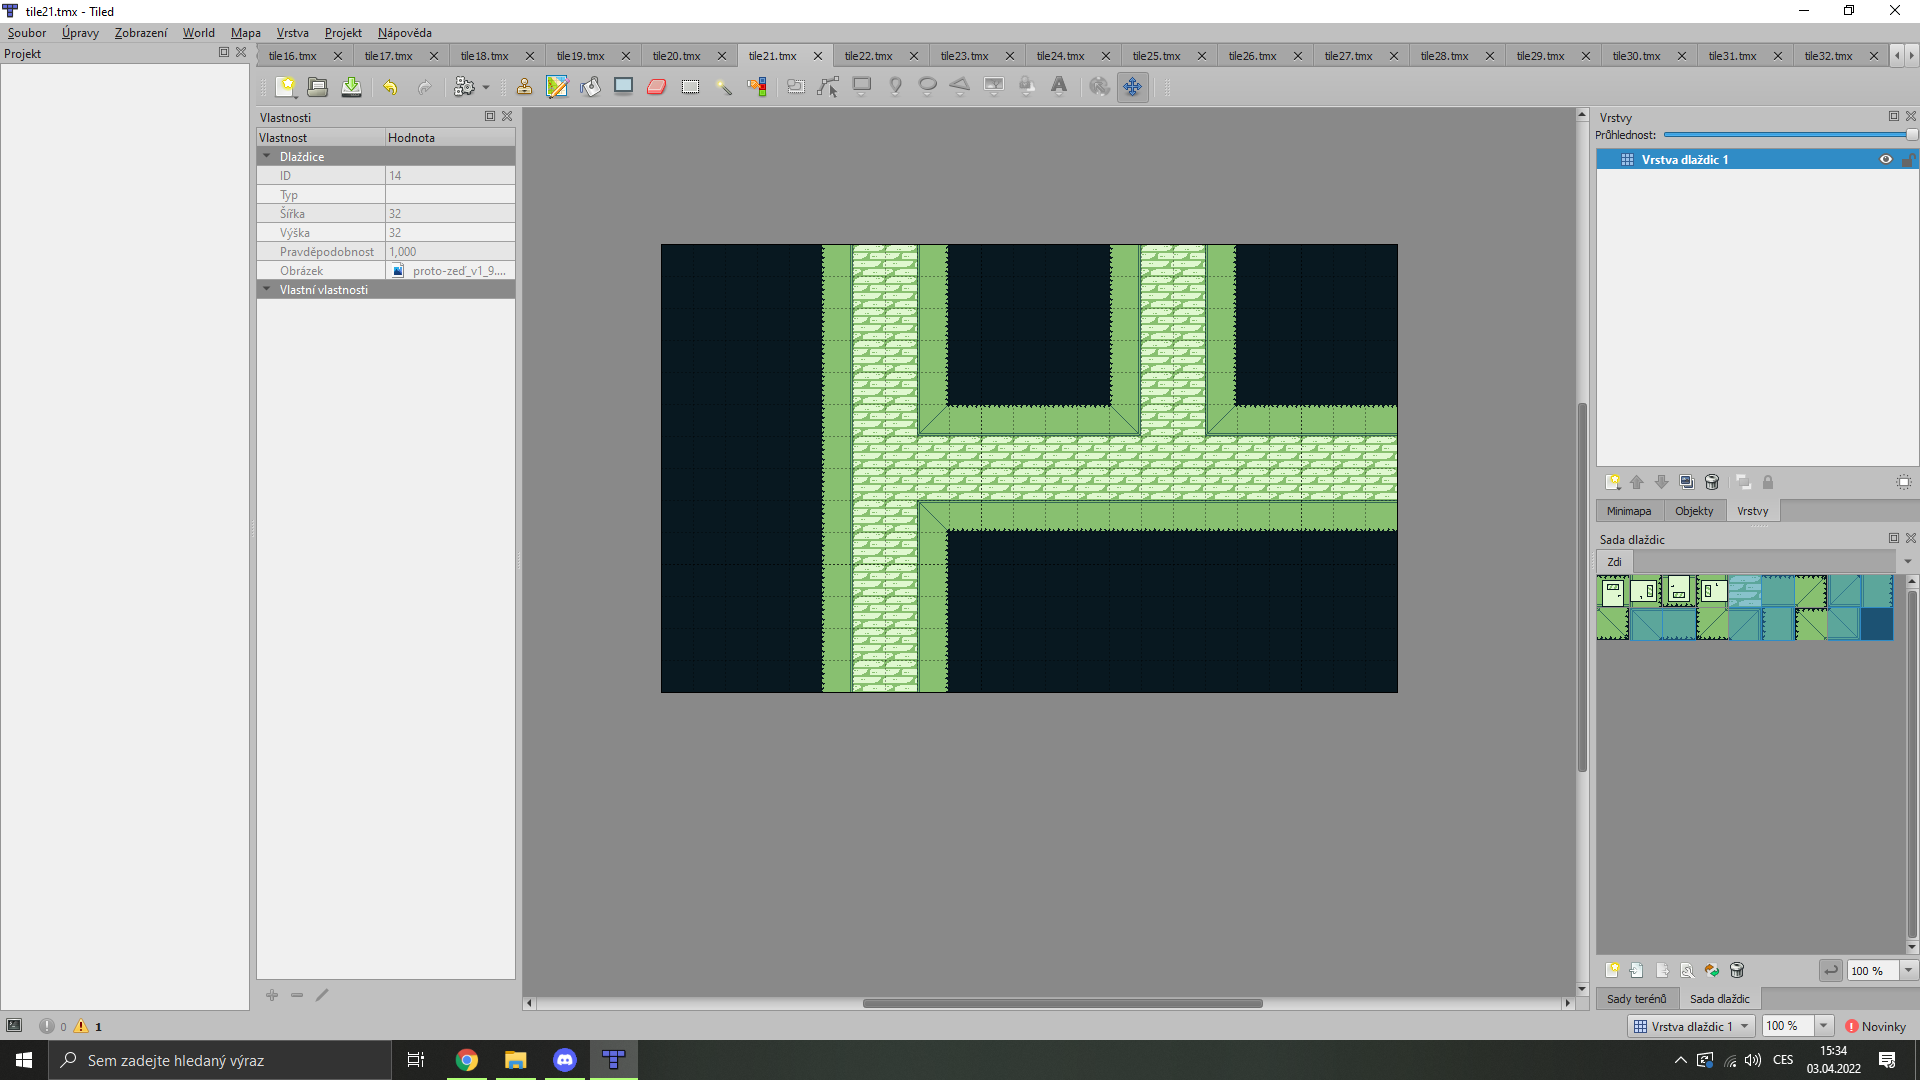 tile21.tmx - Tiled
Soubor Úpravy Zobrazení World Mapa Vrstva Projekt Nápověda
Projekt
tile16.tmx tile17.tmx tile18.tmx tile19.tmx tile20.tmx tile21.tmx tile22.tmx tile23.tmx tile24.tmx tile25.tmx tile26.tmx tile27.tmx tile28.tmx tile29.tmx tile30.tmx tile31.tmx tile32.tmx
Vlastnosti
Vlastnost Hodnota
Dlaždice
ID 14
Typ
Šířka 32
Výška 32
Pravděpodobnost 1,000
Obrázek proto-zeď_v1_9....
Vlastní vlastnosti
Vrstvy
Průhlednost:
Vrstva dlaždic 1
Minimapa Objekty Vrstvy
Sada dlaždic
Zdi
100 %
Sady terénů Sada dlaždic
0 1
Vrstva dlaždic 1 100 % Novinky
Sem zadejte hledaný výraz
CES
15:34
03.04.2022